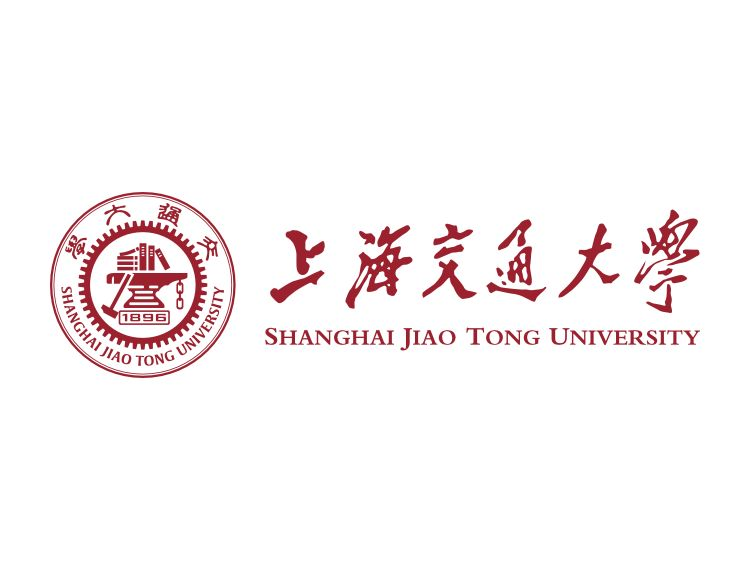 學大通交
1896
SHANGHAI JIAO TONG UNIVERSITY
上海交通大學
SHANGHAI JIAO TONG UNIVERSITY